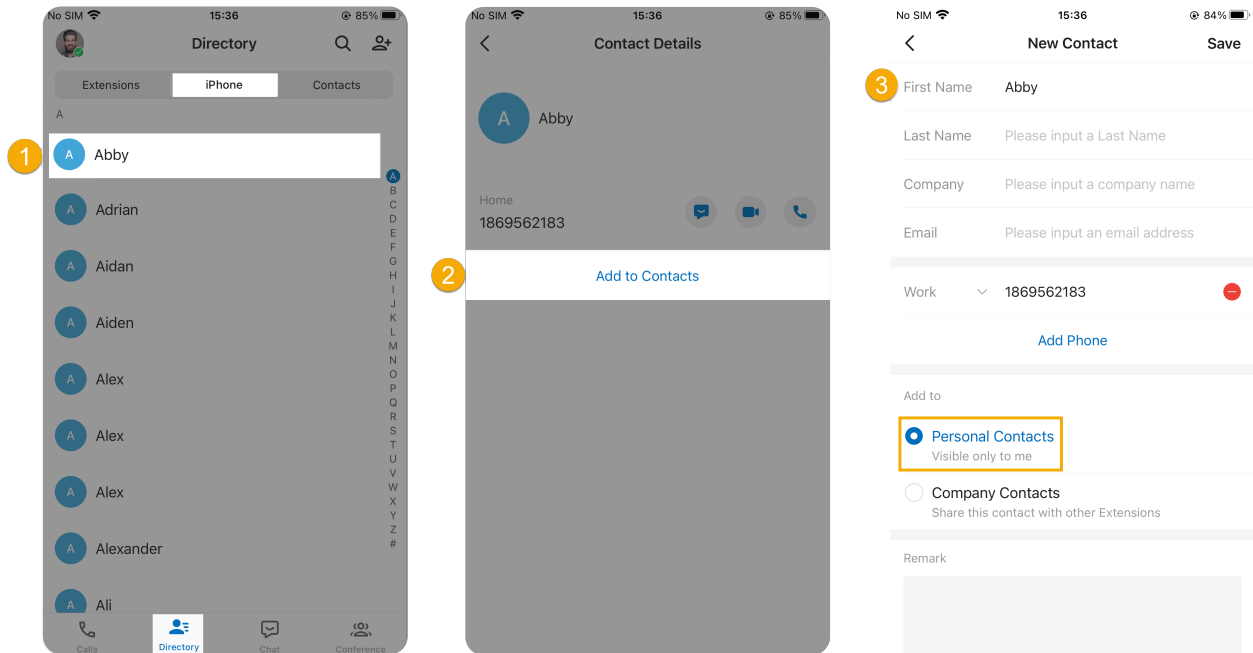 No SIM 15:36 85%
Directory
Extensions iPhone Contacts
A
1
A Abby
A Adrian
A Aidan
A Aiden
A Alex
A Alex
A Alex
A Alexander
A Ali
A
B
C
D
E
F
G
H
I
J
K
L
M
N
O
P
Q
R
S
T
U
V
W
X
Y
Z
#
Calls Directory Chat Conference
No SIM 15:36 85%
Contact Details
A Abby
Home
1869562183
2
Add to Contacts
No SIM 15:36 84%
New Contact Save
3
First Name Abby
Last Name Please input a Last Name
Company Please input a company name
Email Please input an email address
Work 1869562183
Add Phone
Add to
Personal Contacts
Visible only to me
Company Contacts
Share this contact with other Extensions
Remark